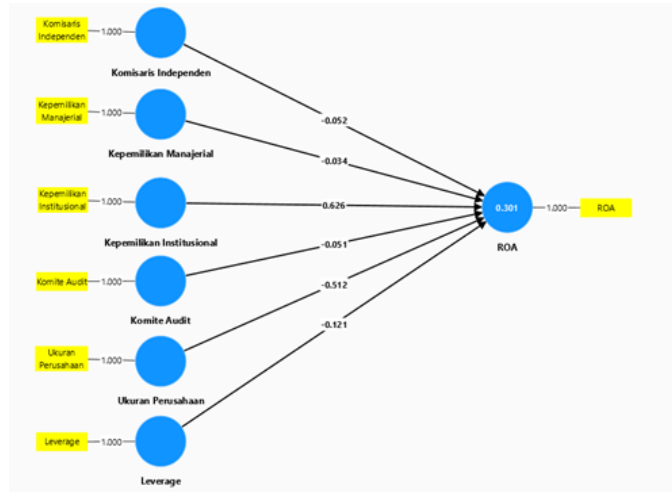 Komisaris
Independen
1.000
Komisaris Independen
-0.052
Kepemilikan
Manajerial
1.000
Kepemilikan Manajerial
-0.034
Kepemilikan
Institusional
1.000
Kepemilikan Institusional
0.626
0.301
1.000
ROA
ROA
Komite Audit
1.000
Komite Audit
-0.051
Ukuran
Perusahaan
1.000
Ukuran Perusahaan
-0.512
Leverage
1.000
Leverage
-0.121